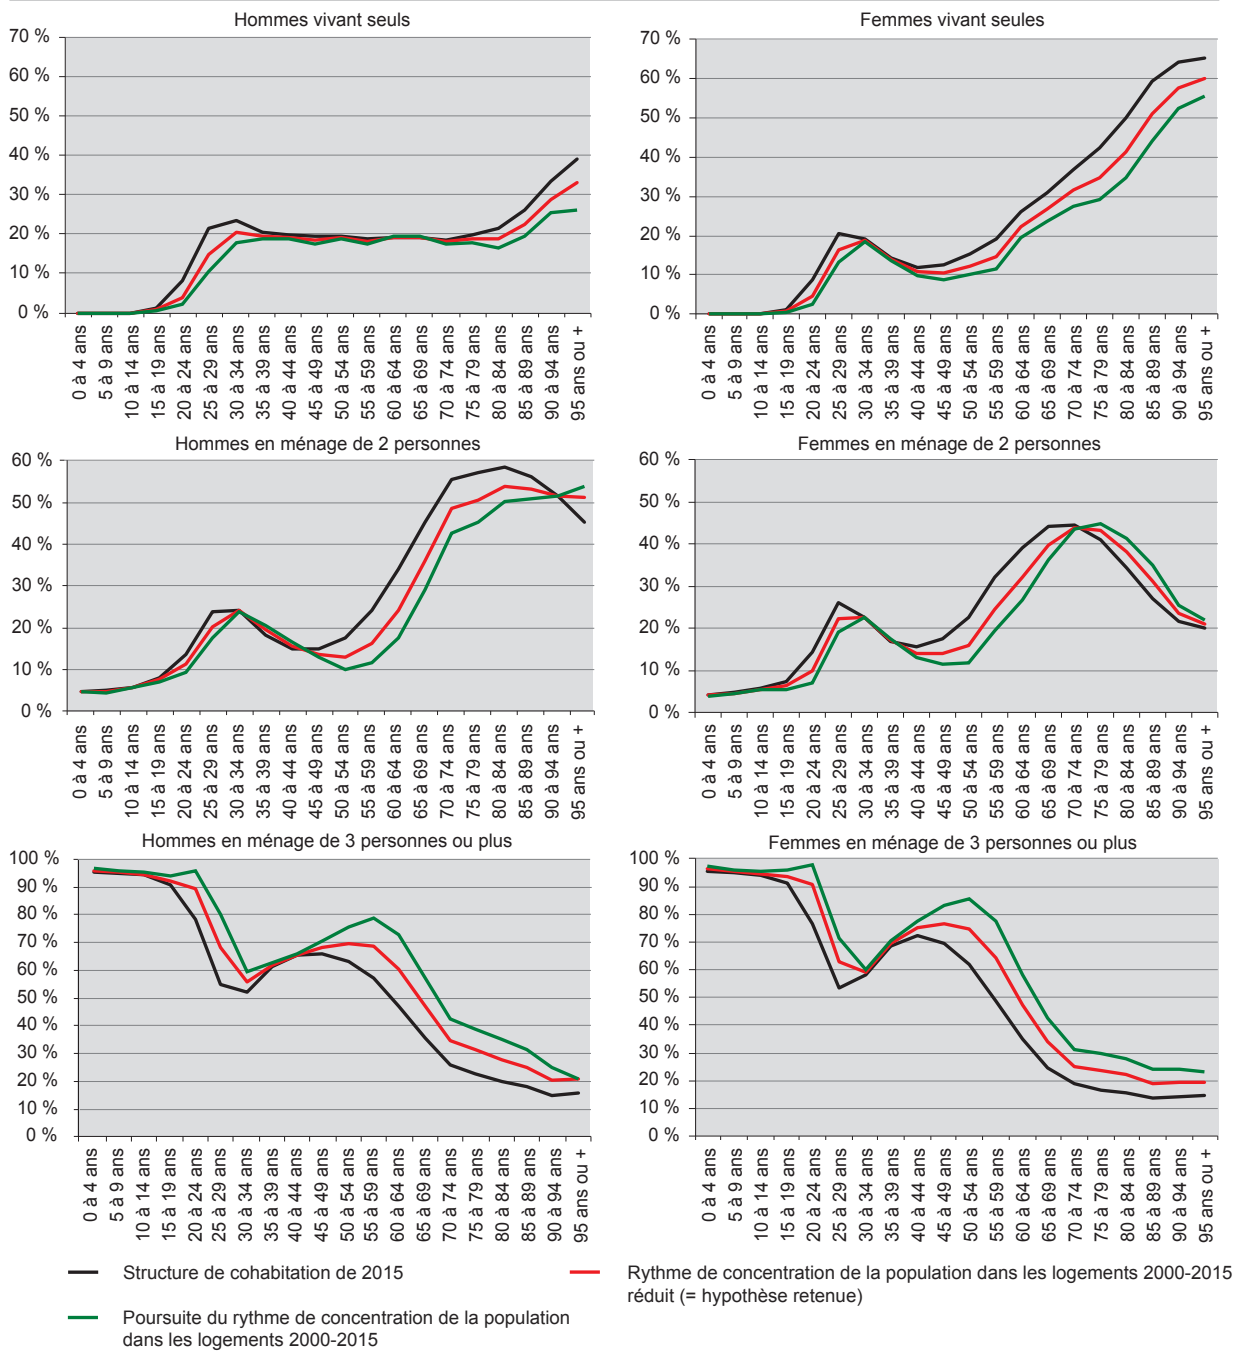 Hommes vivant seuls
70 %
60 %
50 %
40 %
30 %
20 %
10 %
0 %
0 à 4 ans
5 à 9 ans
10 à 14 ans
15 à 19 ans
20 à 24 ans
25 à 29 ans
30 à 34 ans
35 à 39 ans
40 à 44 ans
45 à 49 ans
50 à 54 ans
55 à 59 ans
60 à 64 ans
65 à 69 ans
70 à 74 ans
75 à 79 ans
80 à 84 ans
85 à 89 ans
90 à 94 ans
95 ans ou +
Femmes vivant seules
70 %
60 %
50 %
40 %
30 %
20 %
10 %
0 %
0 à 4 ans
5 à 9 ans
10 à 14 ans
15 à 19 ans
20 à 24 ans
25 à 29 ans
30 à 34 ans
35 à 39 ans
40 à 44 ans
45 à 49 ans
50 à 54 ans
55 à 59 ans
60 à 64 ans
65 à 69 ans
70 à 74 ans
75 à 79 ans
80 à 84 ans
85 à 89 ans
90 à 94 ans
95 ans ou +
Hommes en ménage de 2 personnes
60 %
50 %
40 %
30 %
20 %
10 %
0 %
0 à 4 ans
5 à 9 ans
10 à 14 ans
15 à 19 ans
20 à 24 ans
25 à 29 ans
30 à 34 ans
35 à 39 ans
40 à 44 ans
45 à 49 ans
50 à 54 ans
55 à 59 ans
60 à 64 ans
65 à 69 ans
70 à 74 ans
75 à 79 ans
80 à 84 ans
85 à 89 ans
90 à 94 ans
95 ans ou +
Femmes en ménage de 2 personnes
60 %
50 %
40 %
30 %
20 %
10 %
0 %
0 à 4 ans
5 à 9 ans
10 à 14 ans
15 à 19 ans
20 à 24 ans
25 à 29 ans
30 à 34 ans
35 à 39 ans
40 à 44 ans
45 à 49 ans
50 à 54 ans
55 à 59 ans
60 à 64 ans
65 à 69 ans
70 à 74 ans
75 à 79 ans
80 à 84 ans
85 à 89 ans
90 à 94 ans
95 ans ou +
Hommes en ménage de 3 personnes ou plus
100 %
90 %
80 %
70 %
60 %
50 %
40 %
30 %
20 %
10 %
0 %
0 à 4 ans
5 à 9 ans
10 à 14 ans
15 à 19 ans
20 à 24 ans
25 à 29 ans
30 à 34 ans
35 à 39 ans
40 à 44 ans
45 à 49 ans
50 à 54 ans
55 à 59 ans
60 à 64 ans
65 à 69 ans
70 à 74 ans
75 à 79 ans
80 à 84 ans
85 à 89 ans
90 à 94 ans
95 ans ou +
Femmes en ménage de 3 personnes ou plus
100 %
90 %
80 %
70 %
60 %
50 %
40 %
30 %
20 %
10 %
0 %
0 à 4 ans
5 à 9 ans
10 à 14 ans
15 à 19 ans
20 à 24 ans
25 à 29 ans
30 à 34 ans
35 à 39 ans
40 à 44 ans
45 à 49 ans
50 à 54 ans
55 à 59 ans
60 à 64 ans
65 à 69 ans
70 à 74 ans
75 à 79 ans
80 à 84 ans
85 à 89 ans
90 à 94 ans
95 ans ou +
Structure de cohabitation de 2015
Rythme de concentration de la population dans les logements 2000-2015
réduit (= hypothèse retenue)
Poursuite du rythme de concentration de la population
dans les logements 2000-2015